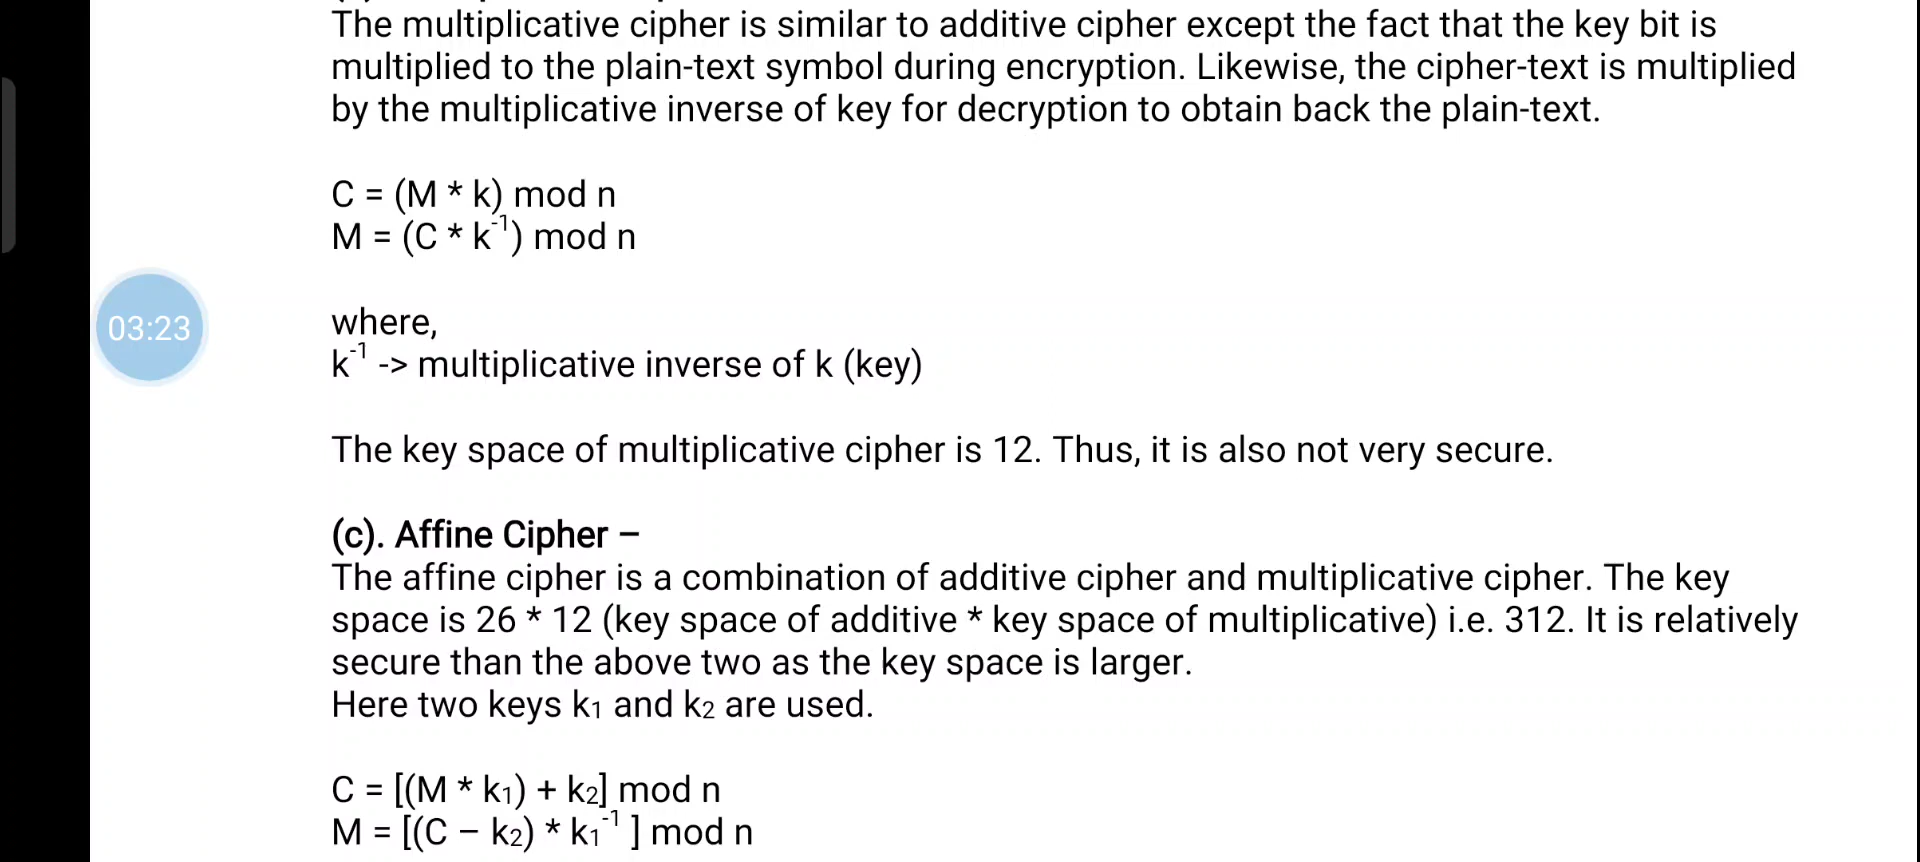 The multiplicative cipher is similar to additive cipher except the fact that the key bit is
multiplied to the plain-text symbol during encryption. Likewise, the cipher-text is multiplied
by the multiplicative inverse of key for decryption to obtain back the plain-text.
C = (M * k) mod n
M = (C * k⁻¹) mod n
03:23
where,
k⁻¹ -> multiplicative inverse of k (key)
The key space of multiplicative cipher is 12. Thus, it is also not very secure.
(c). Affine Cipher –
The affine cipher is a combination of additive cipher and multiplicative cipher. The key
space is 26 * 12 (key space of additive * key space of multiplicative) i.e. 312. It is relatively
secure than the above two as the key space is larger.
Here two keys k₁ and k₂ are used.
C = [(M * k₁) + k₂] mod n
M = [(C – k₂) * k₁⁻¹ ] mod n